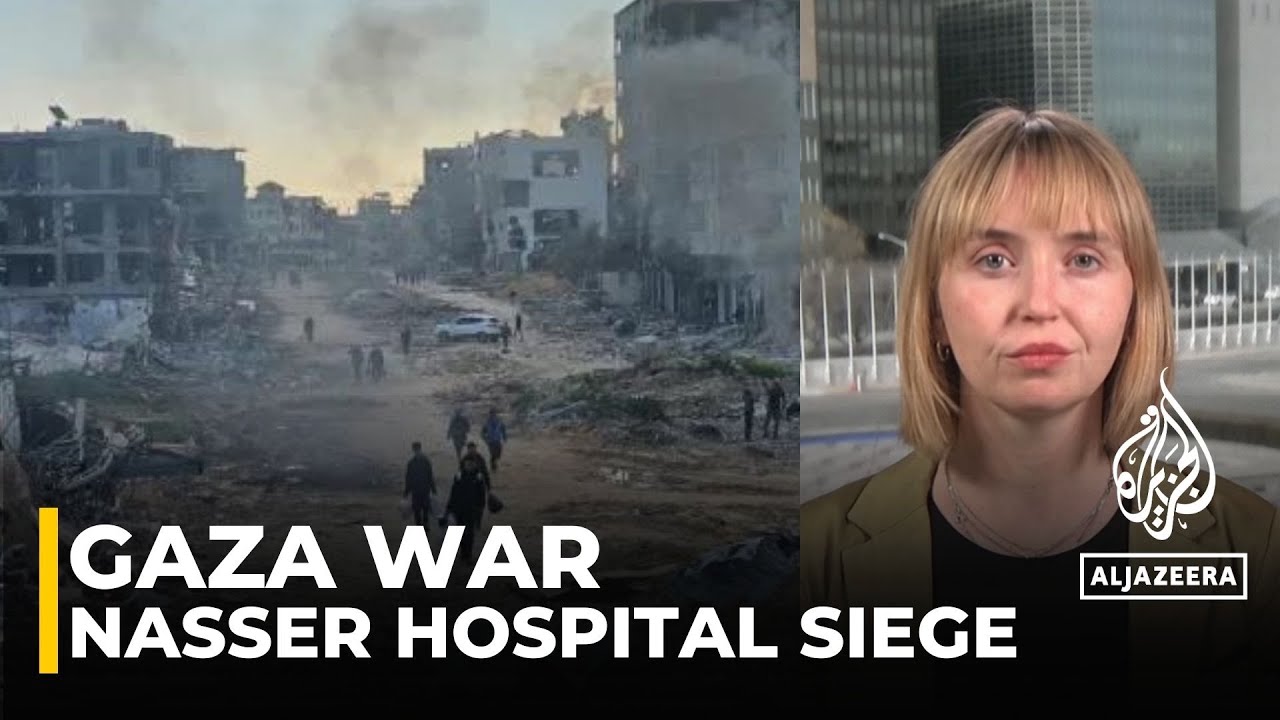 GAZA WAR
NASSER HOSPITAL SIEGE
الجزيرة
ALJAZEERA